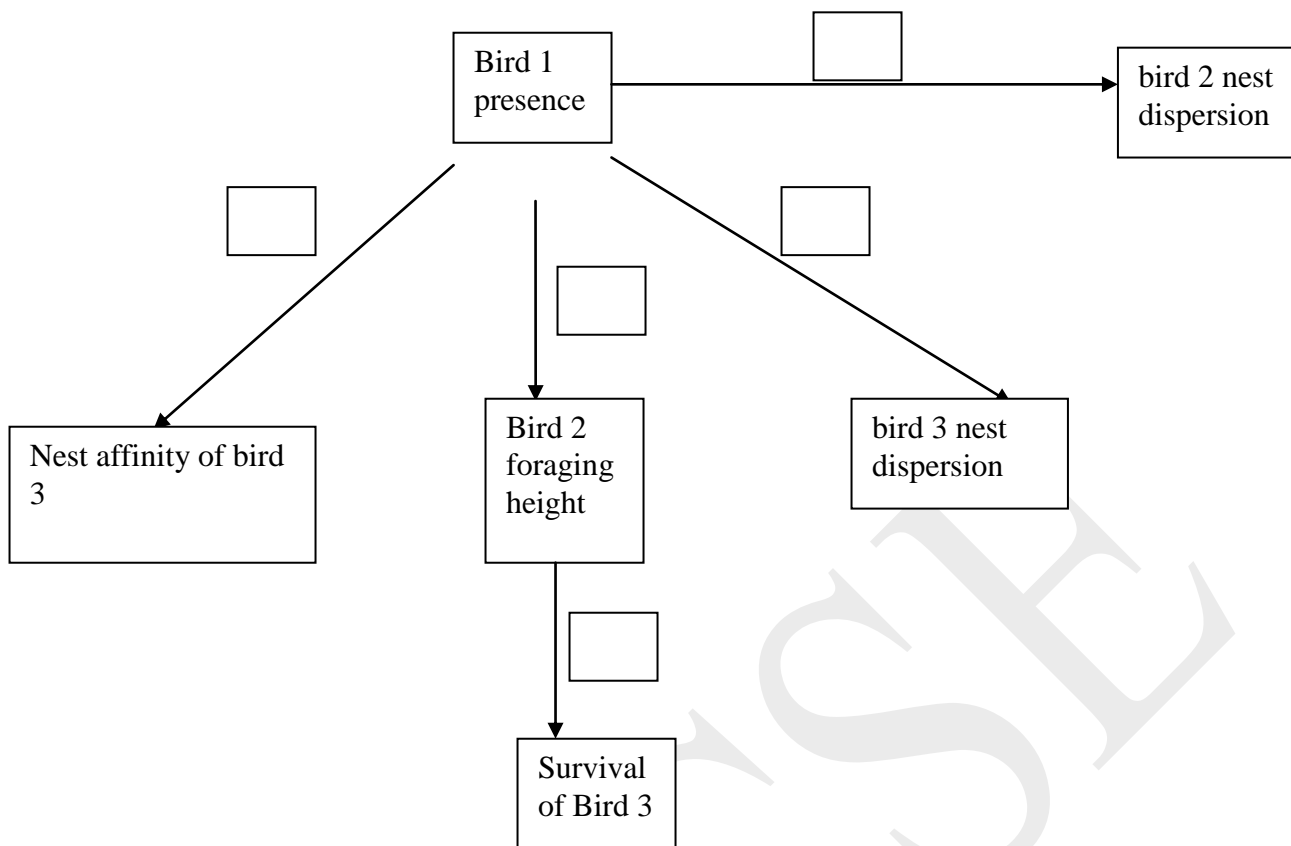 Bird 1
presence
bird 2 nest
dispersion
Nest affinity of bird
3
Bird 2
foraging
height
bird 3 nest
dispersion
Survival
of Bird 3